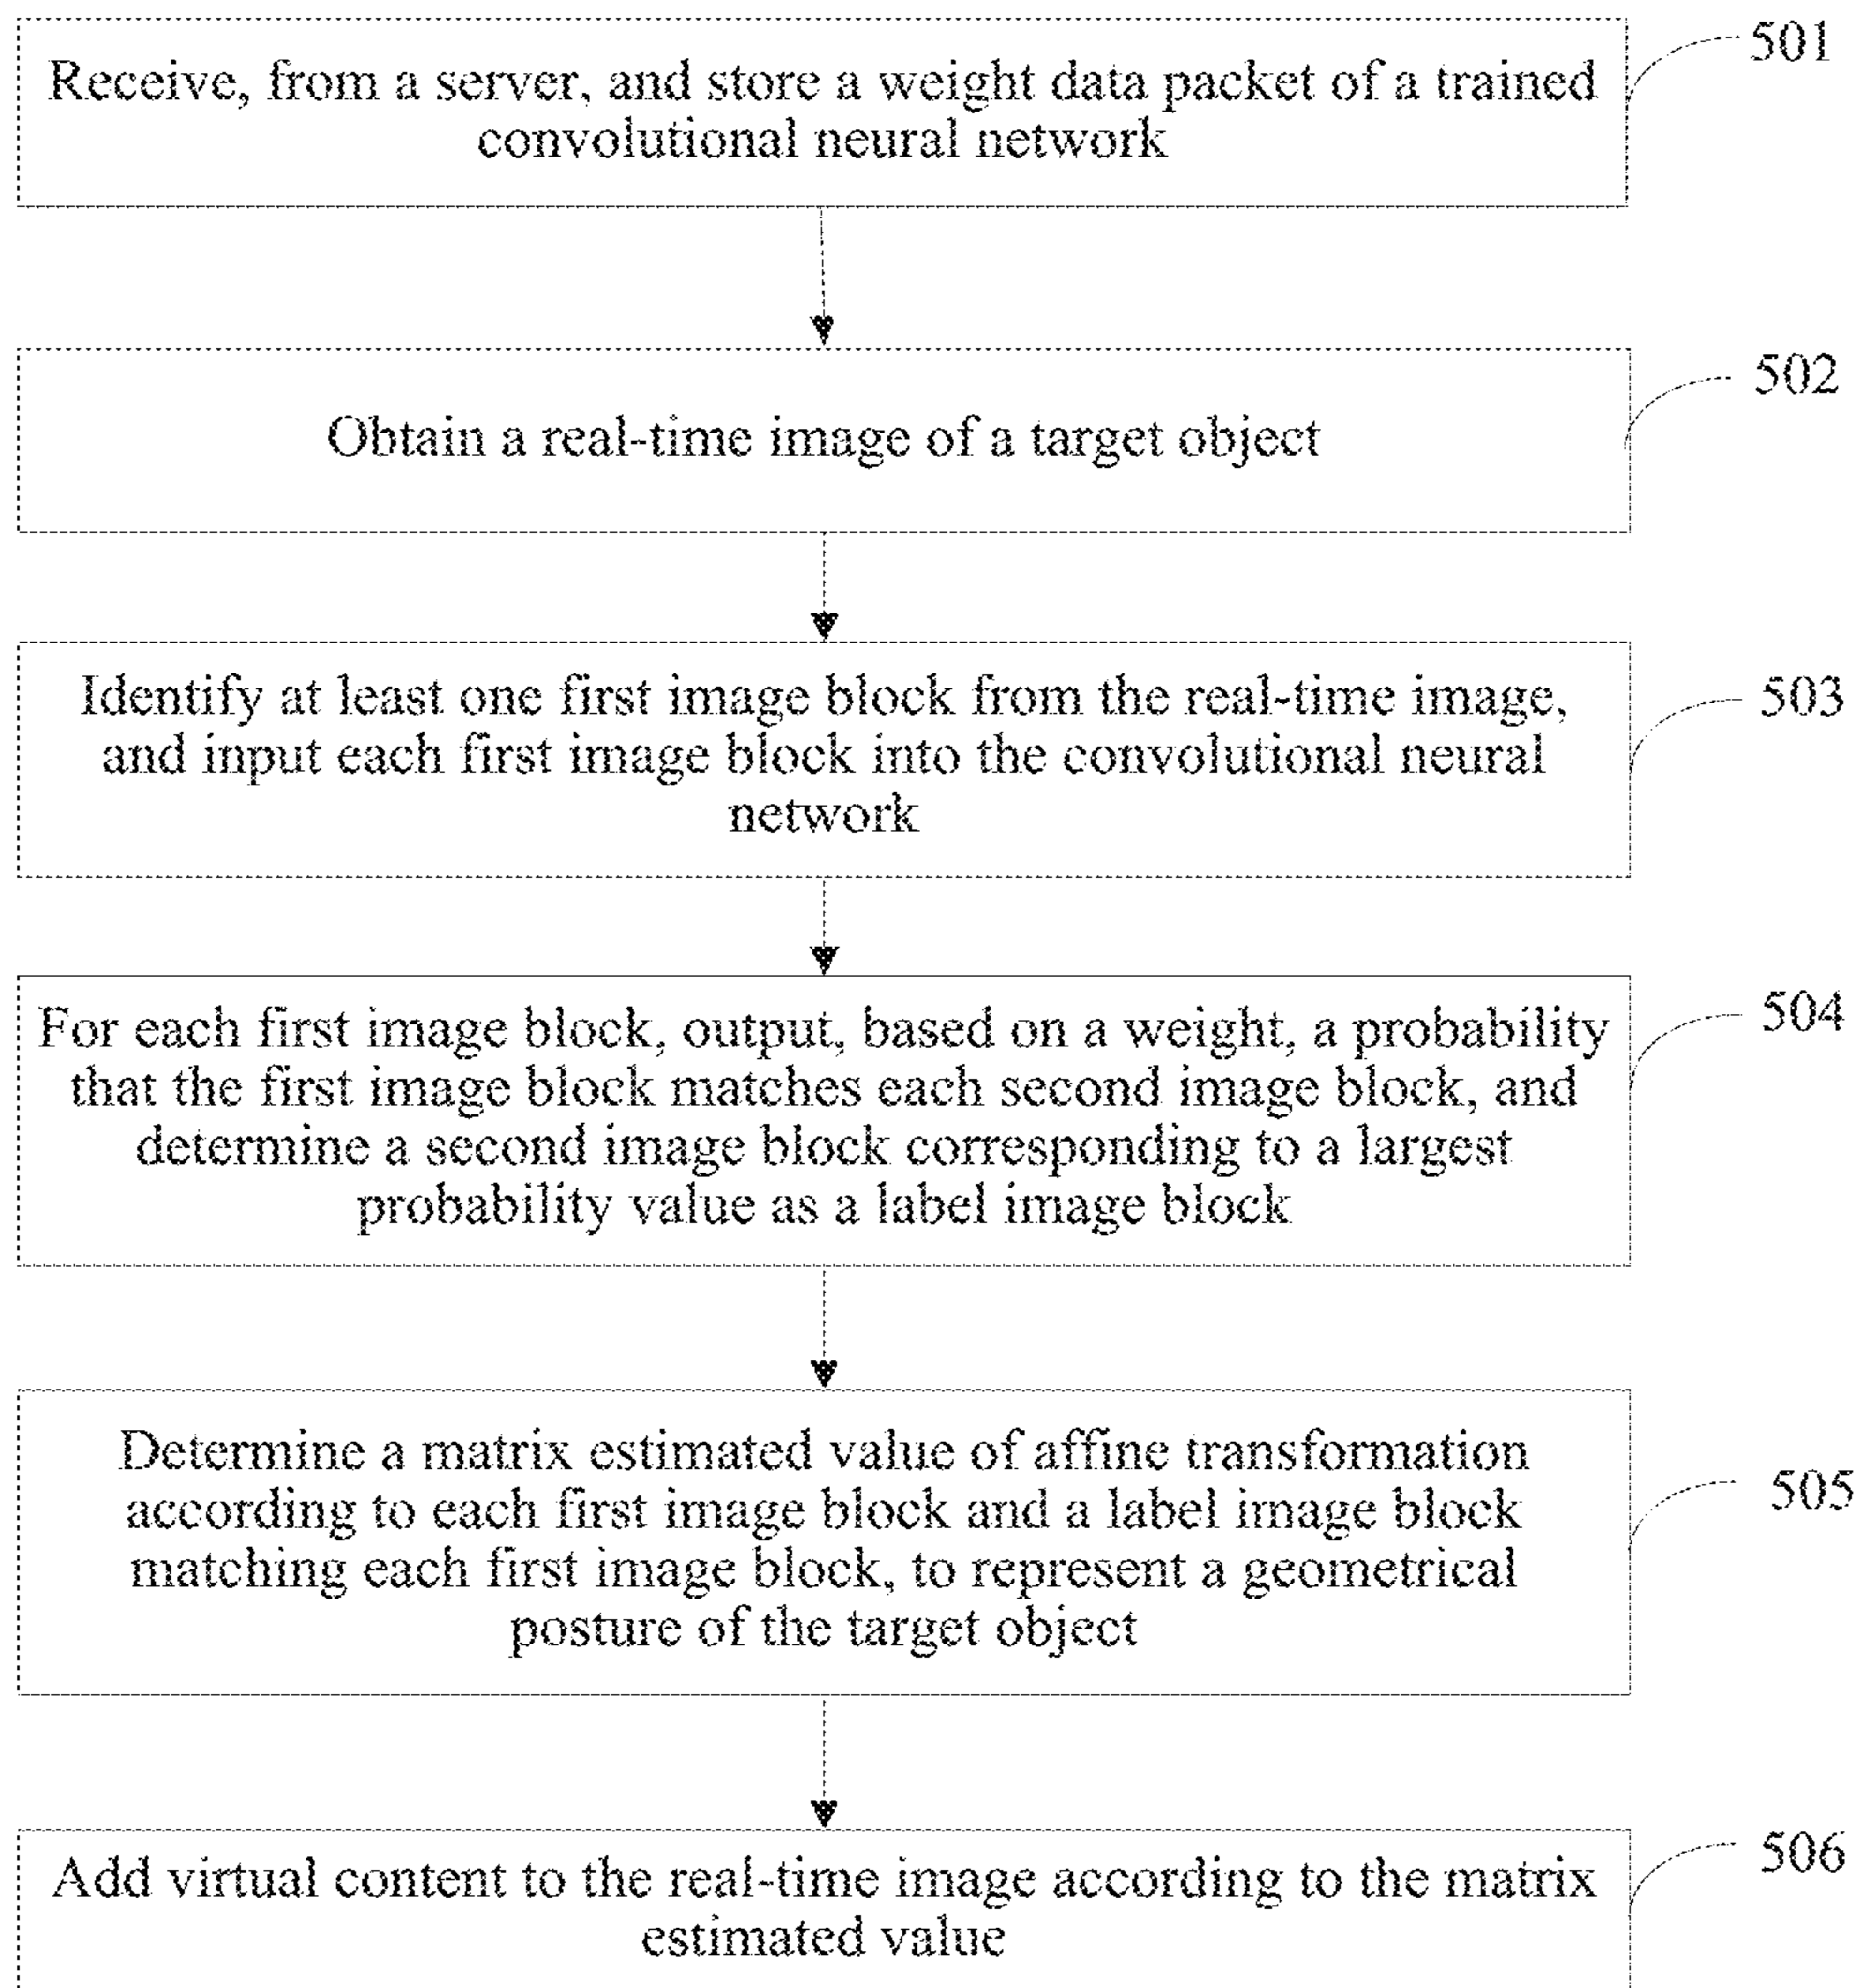 501
Receive, from a server, and store a weight data packet of a trained
convolutional neural network
502
Obtain a real-time image of a target object
503
Identify at least one first image block from the real-time image,
and input each first image block into the convolutional neural
network
504
For each first image block, output, based on a weight, a probability
that the first image block matches each second image block, and
determine a second image block corresponding to a largest
probability value as a label image block
505
Determine a matrix estimated value of affine transformation
according to each first image block and a label image block
matching each first image block, to represent a geometrical
posture of the target object
506
Add virtual content to the real-time image according to the matrix
estimated value